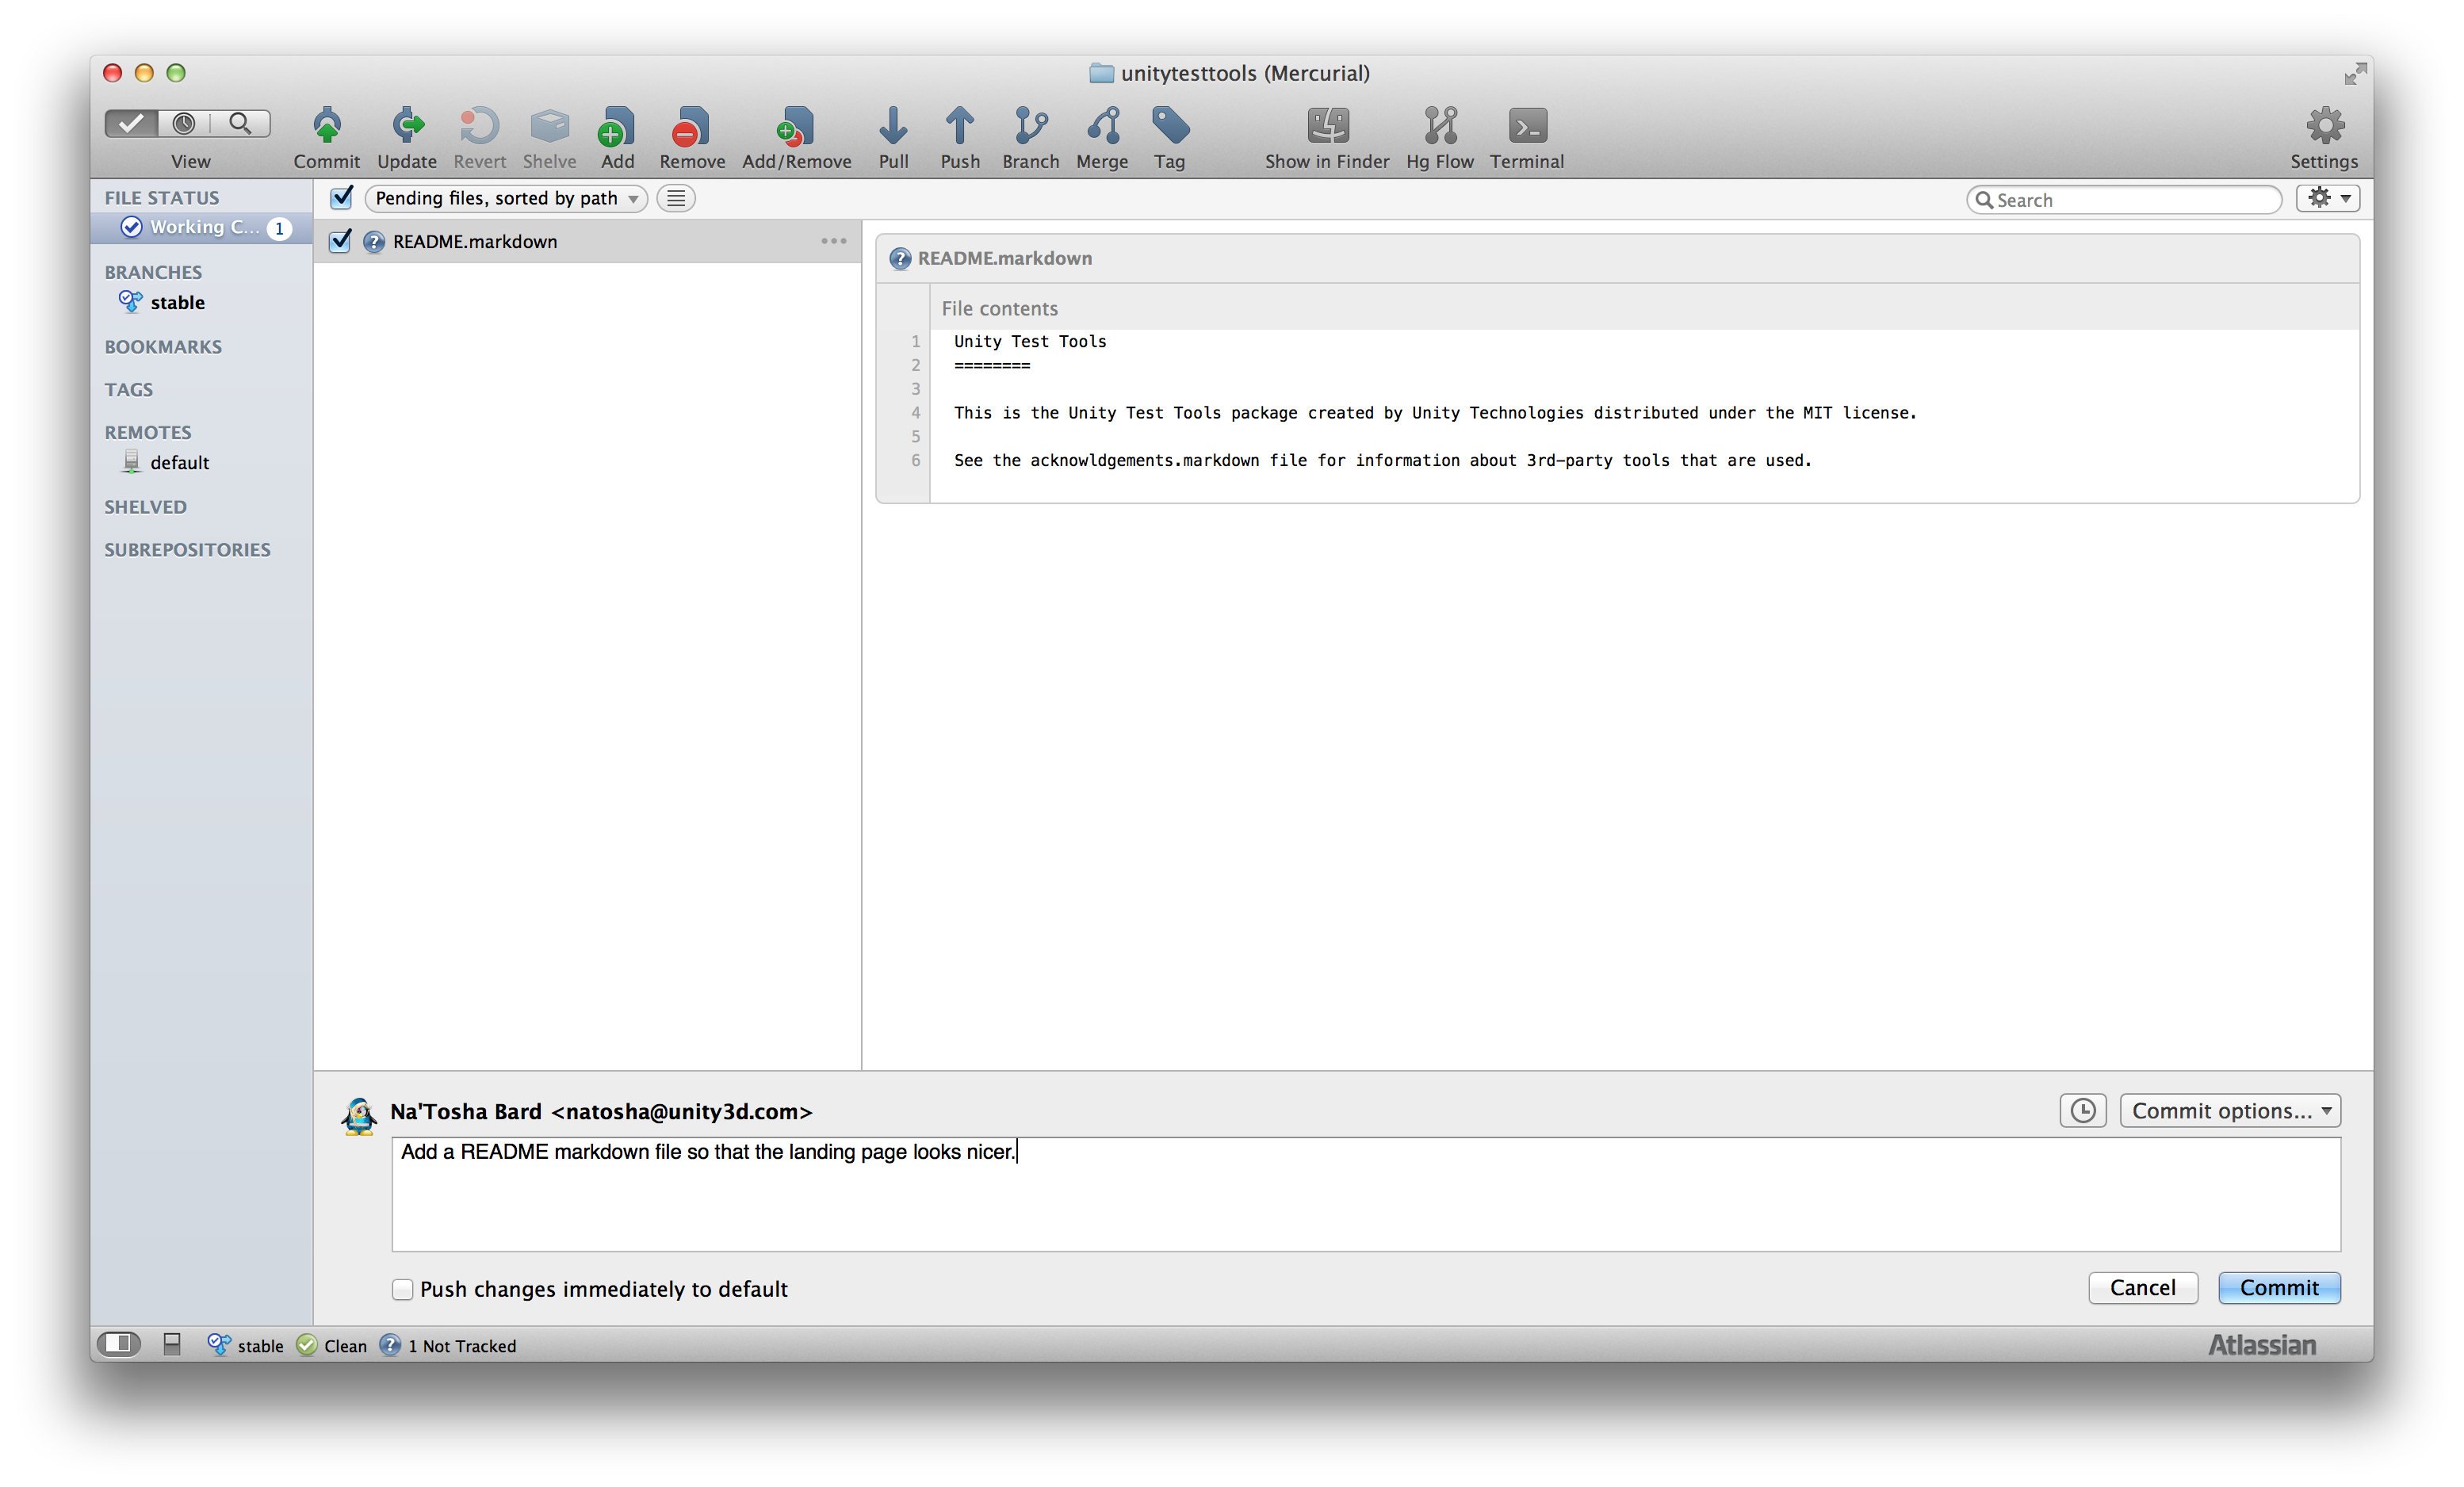 unitytesttools (Mercurial)
View Commit Update Revert Shelve Add Remove Add/Remove Pull Push Branch Merge Tag Show in Finder Hg Flow Terminal Settings
FILE STATUS
Working C... 1
BRANCHES
stable
BOOKMARKS
TAGS
REMOTES
default
SHELVED
SUBREPOSITORIES
Pending files, sorted by path
Search
README.markdown
README.markdown
File contents
1 Unity Test Tools
2 ========
3
4 This is the Unity Test Tools package created by Unity Technologies distributed under the MIT license.
5
6 See the acknowldgements.markdown file for information about 3rd-party tools that are used.
Na'Tosha Bard <natosha@unity3d.com>
Commit options...
Add a README markdown file so that the landing page looks nicer.
Push changes immediately to default
Cancel Commit
stable Clean 1 Not Tracked
Atlassian